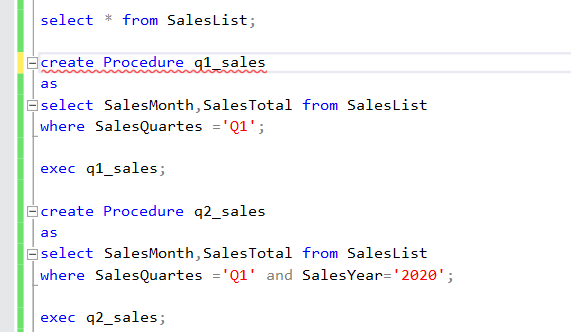 select * from SalesList;
create Procedure q1_sales
as
select SalesMonth,SalesTotal from SalesList
where SalesQuartes ='Q1';
exec q1_sales;
create Procedure q2_sales
as
select SalesMonth,SalesTotal from SalesList
where SalesQuartes ='Q1' and SalesYear='2020';
exec q2_sales;